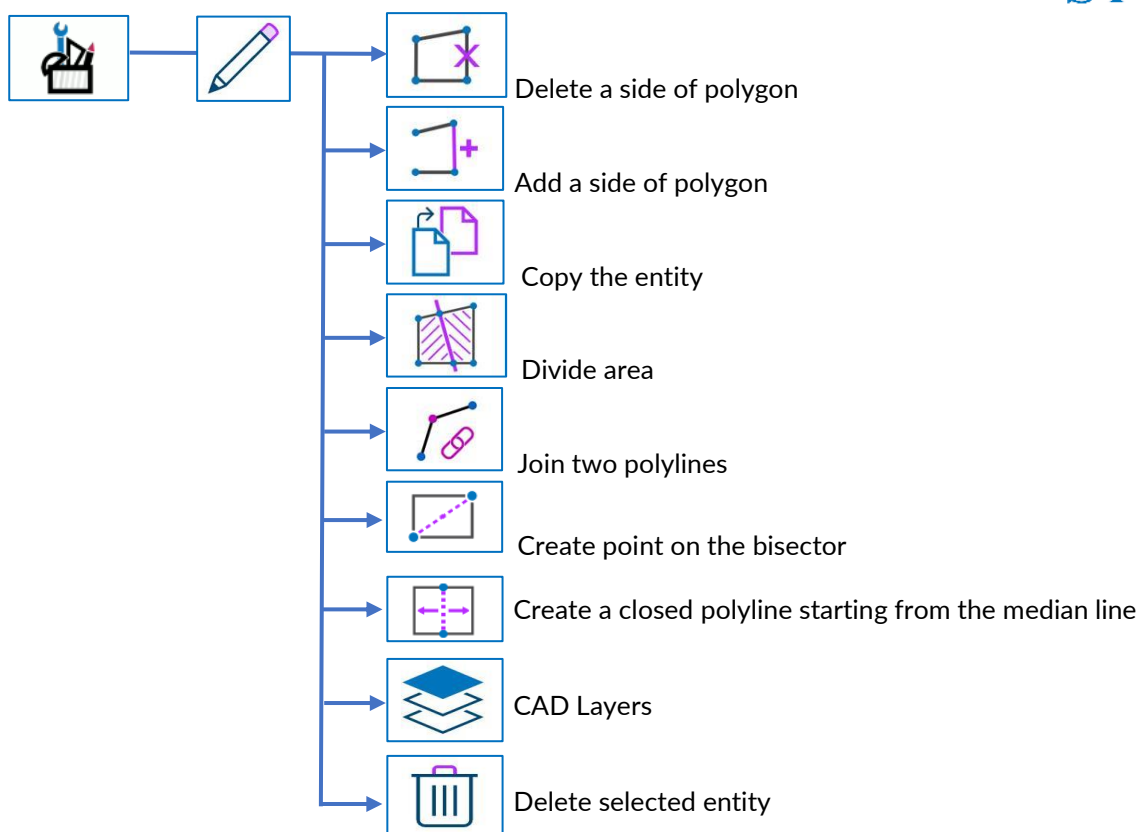 Delete a side of polygon
Add a side of polygon
Copy the entity
Divide area
Join two polylines
Create point on the bisector
Create a closed polyline starting from the median line
CAD Layers
Delete selected entity